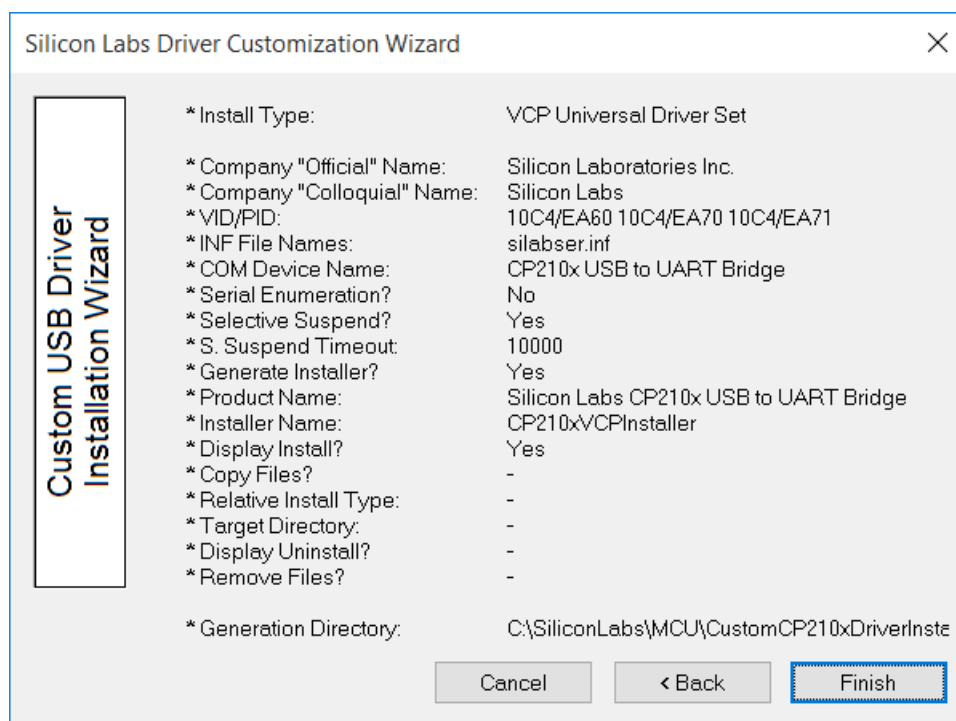 Silicon Labs Driver Customization Wizard
Custom USB Driver
Installation Wizard
* Install Type: VCP Universal Driver Set
* Company "Official" Name: Silicon Laboratories Inc.
* Company "Colloquial" Name: Silicon Labs
* VID/PID: 10C4/EA60 10C4/EA70 10C4/EA71
* INF File Names: silabser.inf
* COM Device Name: CP210x USB to UART Bridge
* Serial Enumeration? No
* Selective Suspend? Yes
* S. Suspend Timeout: 10000
* Generate Installer? Yes
* Product Name: Silicon Labs CP210x USB to UART Bridge
* Installer Name: CP210xVCPInstaller
* Display Install? Yes
* Copy Files? -
* Relative Install Type: -
* Target Directory: -
* Display Uninstall? -
* Remove Files? -
* Generation Directory: C:\SiliconLabs\MCU\CustomCP210xDriverInsta
Cancel < Back Finish